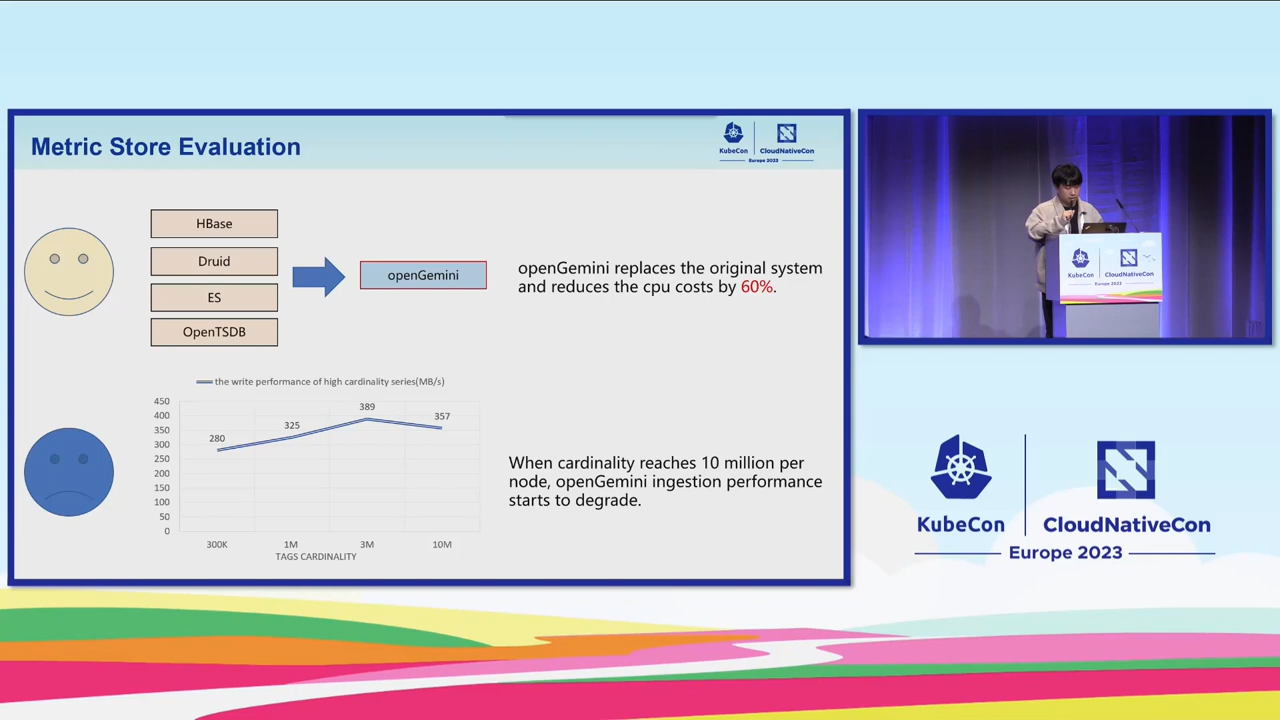 Metric Store Evaluation
KubeCon
CloudNativeCon
Europe 2023
HBase
Druid
ES
OpenTSDB
openGemini
openGemini replaces the original system
and reduces the cpu costs by 60%.
the write performance of high cardinality series(MB/s)
450
400
350
300
250
200
150
100
50
0
280
325
389
357
300K
1M
3M
10M
TAGS CARDINALITY
When cardinality reaches 10 million per
node, openGemini ingestion performance
starts to degrade.
KubeCon
CloudNativeCon
Europe 2023
KubeCon
CloudNativeCon
Europe 2023